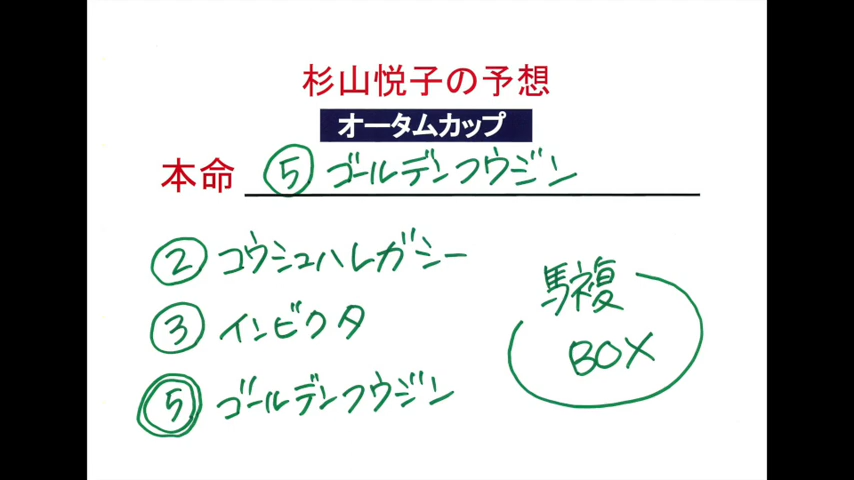 杉山悦子の予想
オータムカップ
本命 ⑤ ゴールデンフウジン
② コウシュハレガシー
③ インビクタ
⑤ ゴールデンフウジン
馬複
BOX